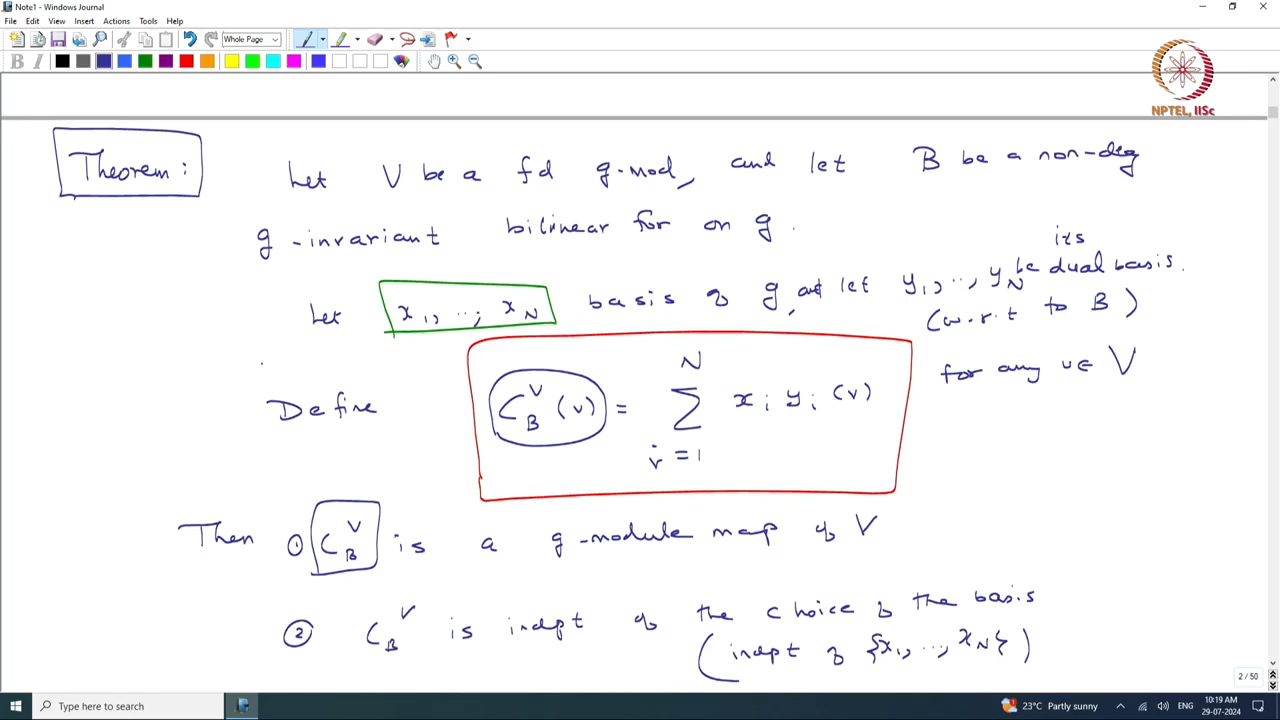 Note1 - Windows Journal
File Edit View Insert Actions Tools Help
Whole Page
B I
NPTEL, IISc
Theorem :
Let V be a fd g-mod, and let B be a non-deg
g-invariant bilinear for on g.
Let x1, ..., xN basis of g, and let y1, ..., yN be its dual basis.
(w.r.t to B)
Define C_B^V (v) = Σ_{i=1}^{N} x_i y_i (v) for any v ∈ V
Then ① C_B^V is a g-module map of V
② C_B^V is indpt of the choice of the basis
(indpt of {x1, ..., xN})
2 / 50
Type here to search
23°C Partly sunny
ENG
10:19 AM
29-07-2024